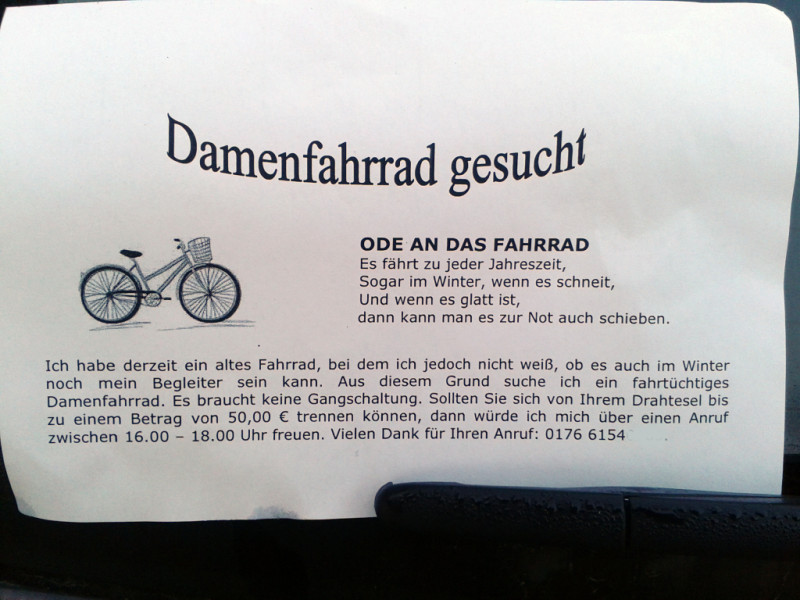 Damenfahrrad gesucht
ODE AN DAS FAHRRAD
Es fährt zu jeder Jahreszeit,
Sogar im Winter, wenn es schneit,
Und wenn es glatt ist,
dann kann man es zur Not auch schieben.
Ich habe derzeit ein altes Fahrrad, bei dem ich jedoch nicht weiß, ob es auch im Winter
noch mein Begleiter sein kann. Aus diesem Grund suche ich ein fahrtüchtiges
Damenfahrrad. Es braucht keine Gangschaltung. Sollten Sie sich von Ihrem Drahtesel bis
zu einem Betrag von 50,00 € trennen können, dann würde ich mich über einen Anruf
zwischen 16.00 – 18.00 Uhr freuen. Vielen Dank für Ihren Anruf: 0176 6154